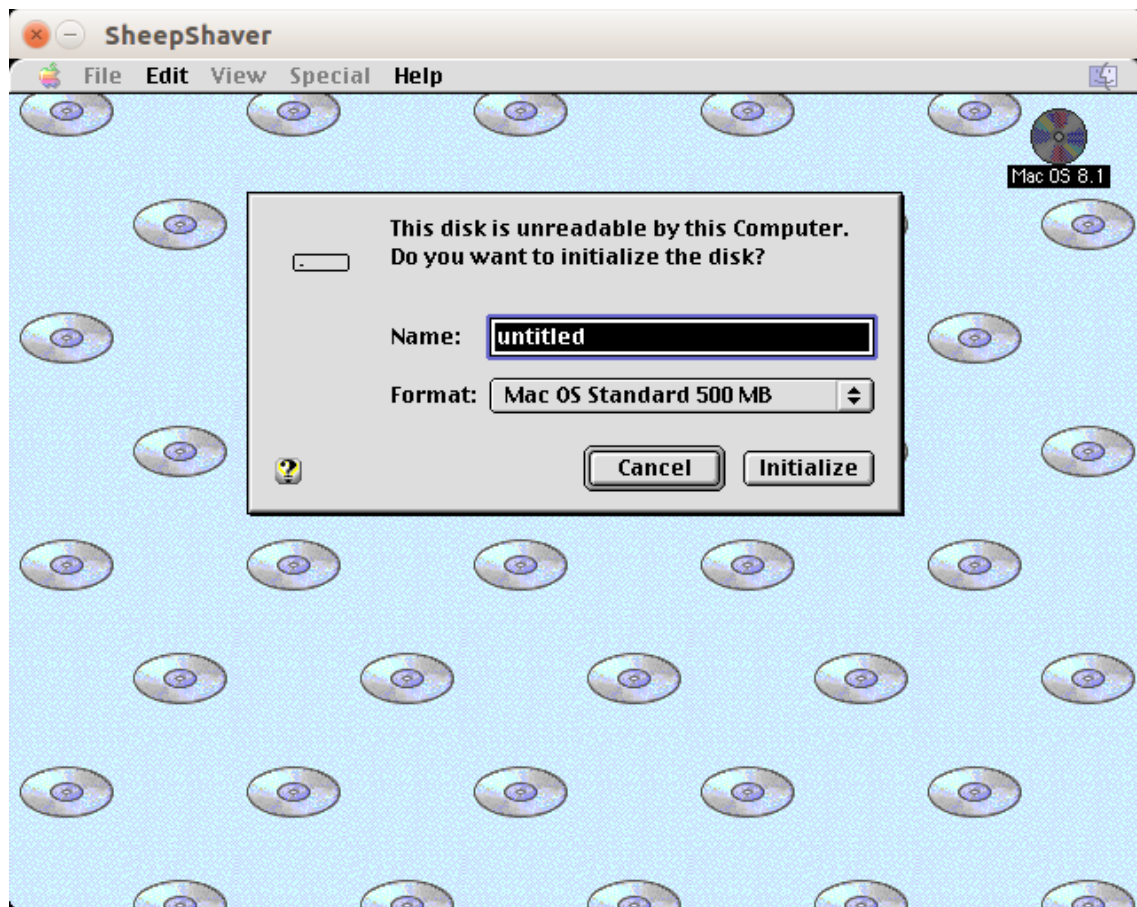 SheepShaver
File Edit View Special Help
Mac OS 8.1
This disk is unreadable by this Computer.
Do you want to initialize the disk?
Name: untitled
Format: Mac OS Standard 500 MB
? Cancel Initialize